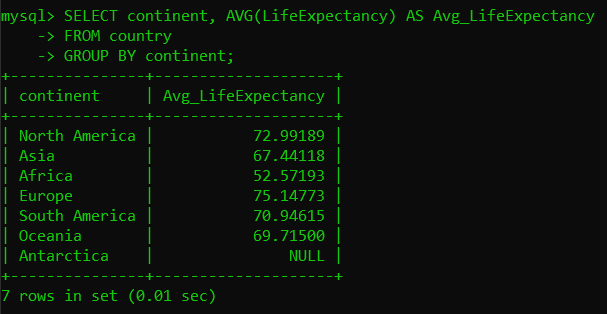 mysql> SELECT continent, AVG(LifeExpectancy) AS Avg_LifeExpectancy
    -> FROM country
    -> GROUP BY continent;
+---------------+--------------------+
| continent     | Avg_LifeExpectancy |
+---------------+--------------------+
| North America |           72.99189 |
| Asia          |           67.44118 |
| Africa        |           52.57193 |
| Europe        |           75.14773 |
| South America |           70.94615 |
| Oceania       |           69.71500 |
| Antarctica    |               NULL |
+---------------+--------------------+
7 rows in set (0.01 sec)